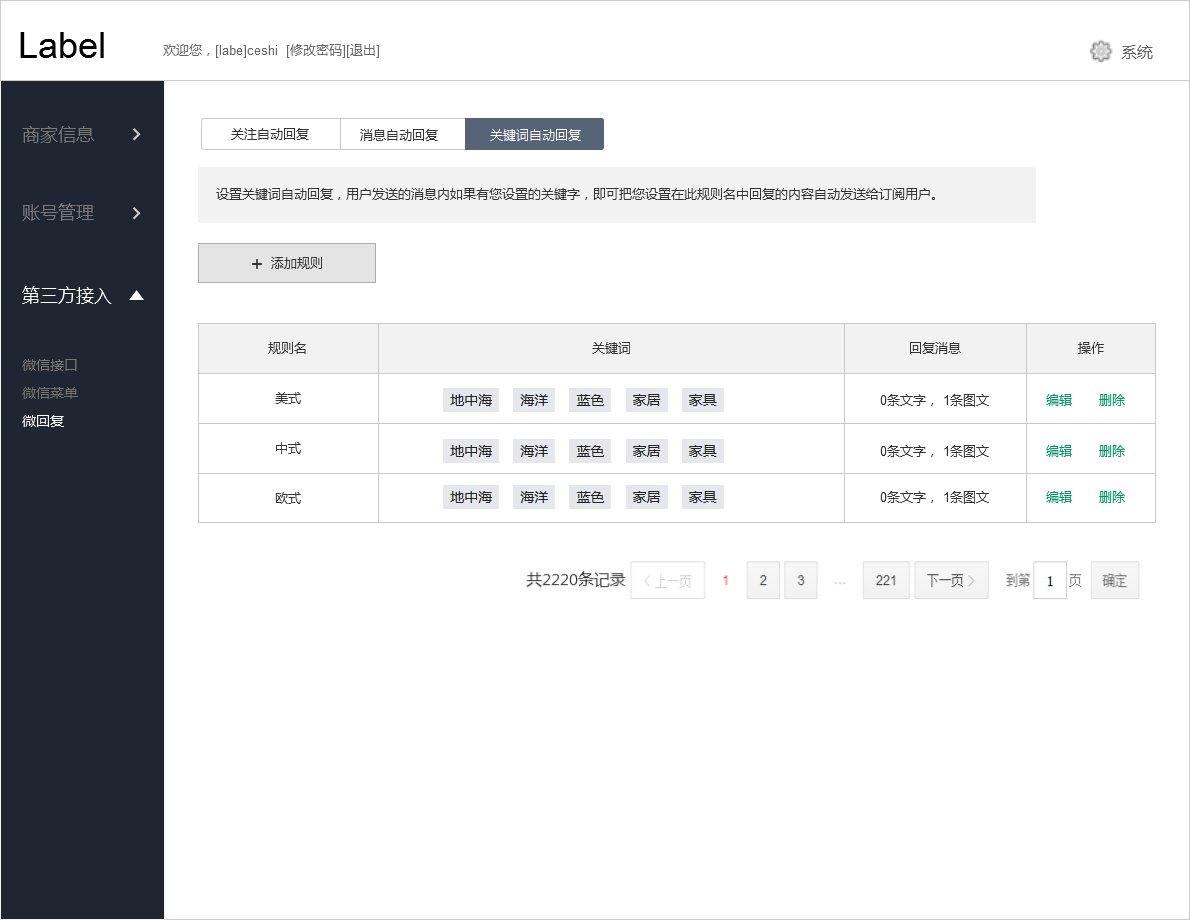 Label
欢迎您，[labe]ceshi [修改密码][退出]
系统
商家信息
账号管理
第三方接入
微信接口
微信菜单
微回复
关注自动回复 消息自动回复 关键词自动回复
设置关键词自动回复，用户发送的消息内如果有您设置的关键字，即可把您设置在此规则名中回复的内容自动发送给订阅用户。
+ 添加规则
规则名 关键词 回复消息 操作
美式 地中海 海洋 蓝色 家居 家具 0条文字， 1条图文 编辑 删除
中式 地中海 海洋 蓝色 家居 家具 0条文字， 1条图文 编辑 删除
欧式 地中海 海洋 蓝色 家居 家具 0条文字， 1条图文 编辑 删除
共2220条记录 <上一页 1 2 3 ... 221 下一页> 到第 1 页 确定